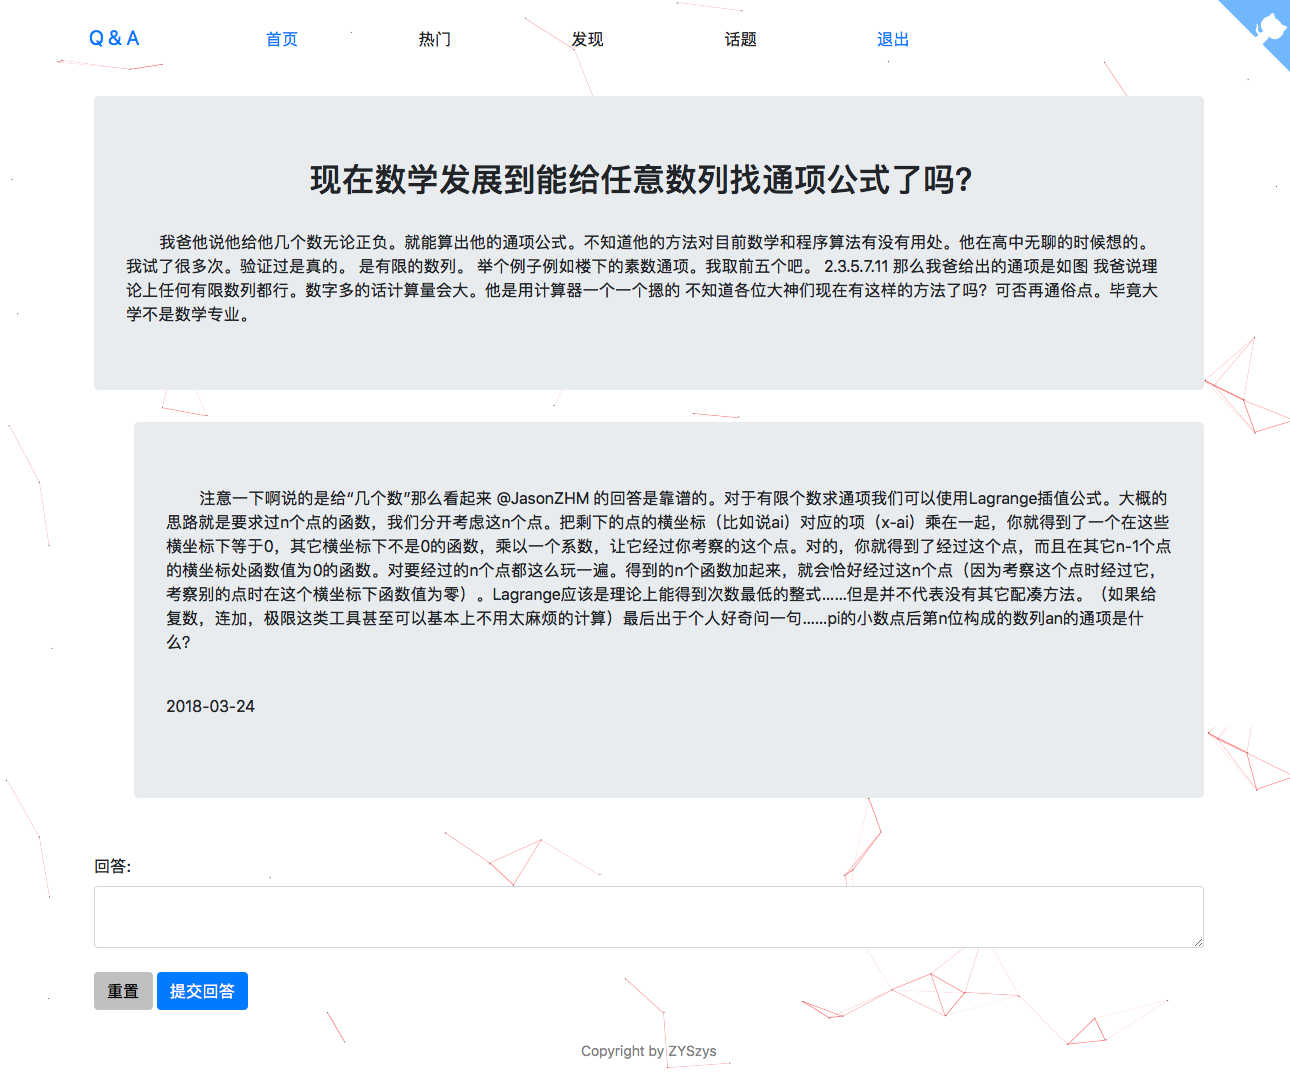 Q & A
首页
热门
发现
话题
退出
现在数学发展到能给任意数列找通项公式了吗?
我爸他说他给他几个数无论正负。就能算出他的通项公式。不知道他的方法对目前数学和程序算法有没有用处。他在高中无聊的时候想的。
我试了很多次。验证过是真的。 是有限的数列。 举个例子例如楼下的素数通项。我取前五个吧。 2.3.5.7.11 那么我爸给出的通项是如图 我爸说理
论上任何有限数列都行。数字多的话计算量会大。他是用计算器一个一个摁的 不知道各位大神们现在有这样的方法了吗？可否再通俗点。毕竟大
学不是数学专业。
注意一下啊说的是给“几个数”那么看起来 @JasonZHM 的回答是靠谱的。对于有限个数求通项我们可以使用Lagrange插值公式。大概的
思路就是要求过n个点的函数，我们分开考虑这n个点。把剩下的点的横坐标（比如说ai）对应的项（x-ai）乘在一起，你就得到了一个在这些
横坐标下等于0，其它横坐标下不是0的函数，乘以一个系数，让它经过你考察的这个点。对的，你就得到了经过这个点，而且在其它n-1个点
的横坐标处函数值为0的函数。对要经过的n个点都这么玩一遍。得到的n个函数加起来，就会恰好经过这n个点（因为考察这个点时经过它，
考察别的点时在这个横坐标下函数值为零）。Lagrange应该是理论上能得到次数最低的整式……但是并不代表没有其它配凑方法。（如果给
复数，连加，极限这类工具甚至可以基本上不用太麻烦的计算）最后出于个人好奇问一句……pi的小数点后第n位构成的数列an的通项是什
么？
2018-03-24
回答:
重置
提交回答
Copyright by ZYSzys